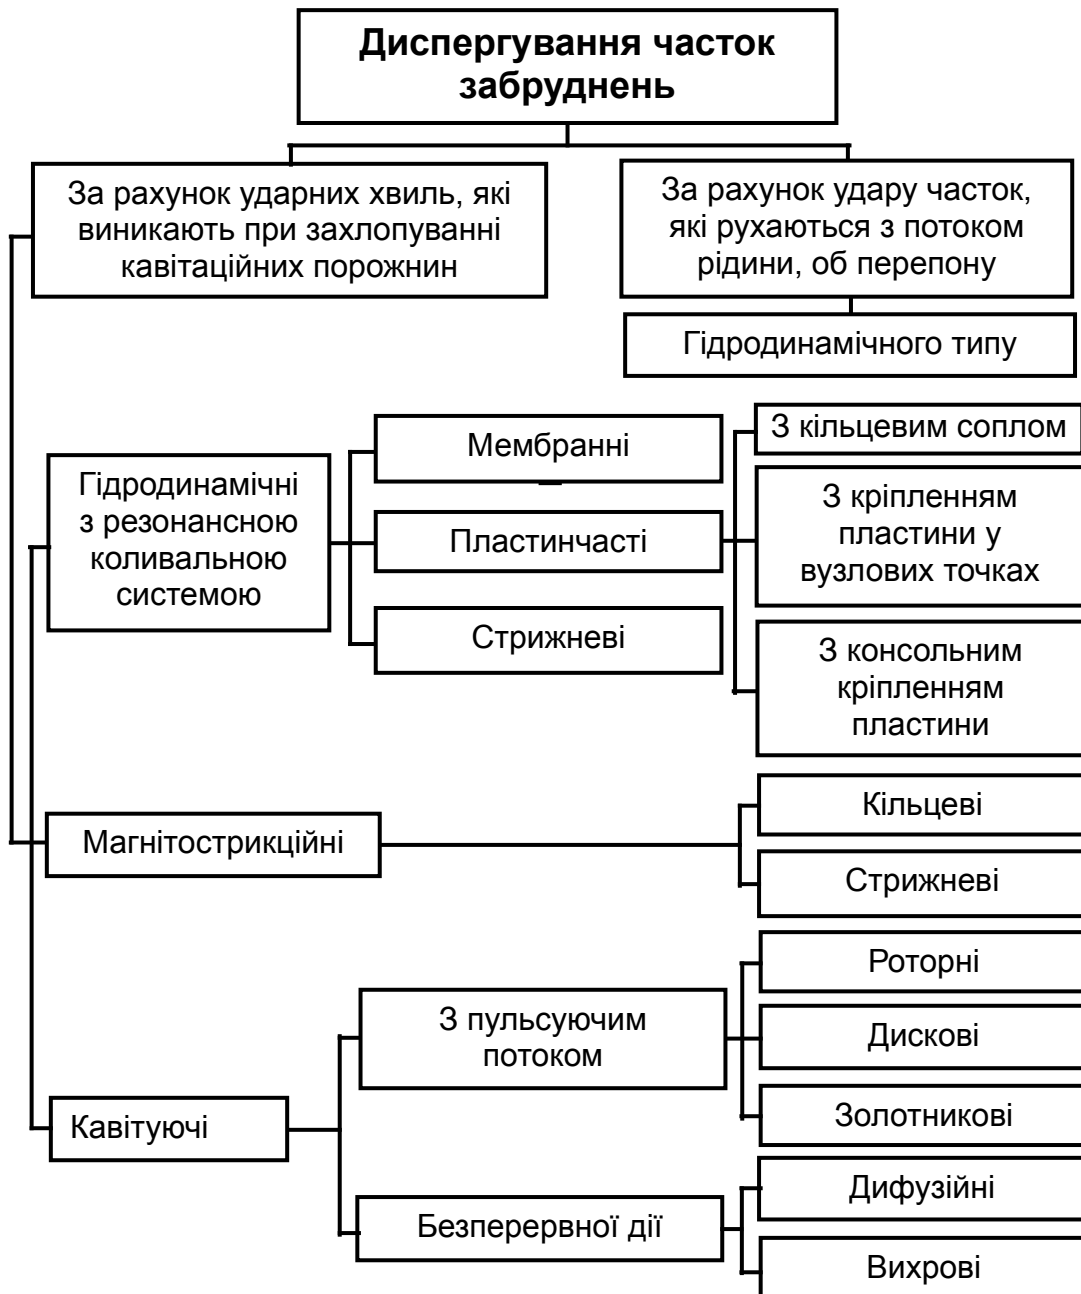 Диспергування часток
забруднень
За рахунок ударних хвиль, які
виникають при захлопуванні
кавітаційних порожнин
За рахунок удару часток,
які рухаються з потоком
рідини, об перепону
Гідродинамічного типу
Гідродинамічні
з резонансною
коливальною
системою
Мембранні
Пластинчасті
Стрижневі
З кільцевим соплом
З кріпленням
пластини у
вузлових точках
З консольним
кріпленням
пластини
Магнітострикційні
Кільцеві
Стрижневі
Кавітуючі
З пульсуючим
потоком
Роторні
Дискові
Золотникові
Безперервної дії
Дифузійні
Вихрові